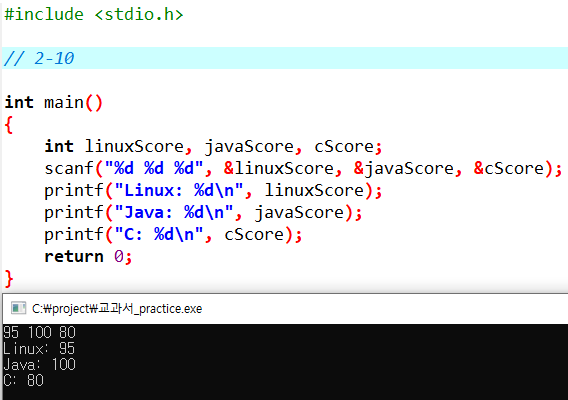 #include <stdio.h>
// 2-10
int main()
{
int linuxScore, javaScore, cScore;
scanf("%d %d %d", &linuxScore, &javaScore, &cScore);
printf("Linux: %d\n", linuxScore);
printf("Java: %d\n", javaScore);
printf("C: %d\n", cScore);
return 0;
}
C:₩project₩교과서_practice.exe
95 100 80
Linux: 95
Java: 100
C: 80